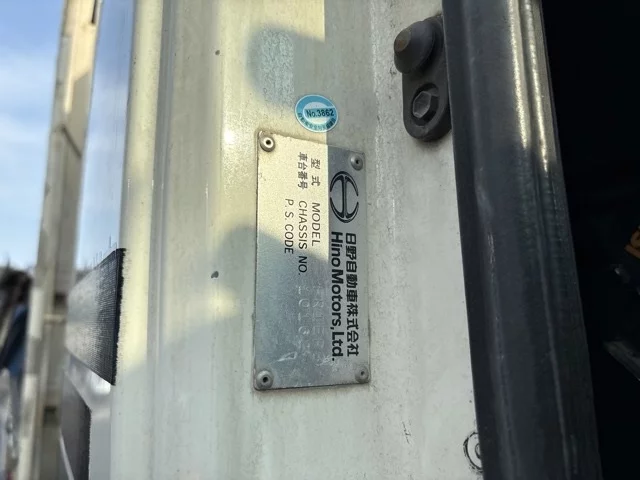 No.3862
日野自動車株式会社
Hino Motors, Ltd.
型式 MODEL
車台番号 CHASSIS NO.
P. S. CODE